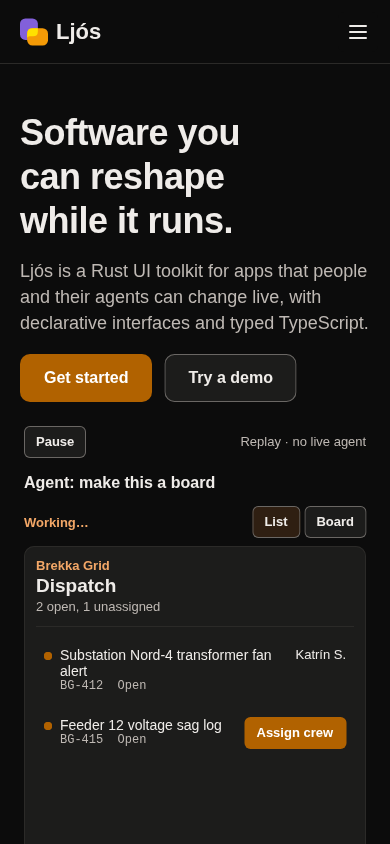 Ljós
Software you
can reshape
while it runs.
Ljós is a Rust UI toolkit for apps that people
and their agents can change live, with
declarative interfaces and typed TypeScript.
Get started
Try a demo
Pause
Replay · no live agent
Agent: make this a board
Working…
List
Board
Brekka Grid
Dispatch
2 open, 1 unassigned
Substation Nord-4 transformer fan
alert
Katrín S.
BG-412 Open
Feeder 12 voltage sag log
BG-415 Open
Assign crew